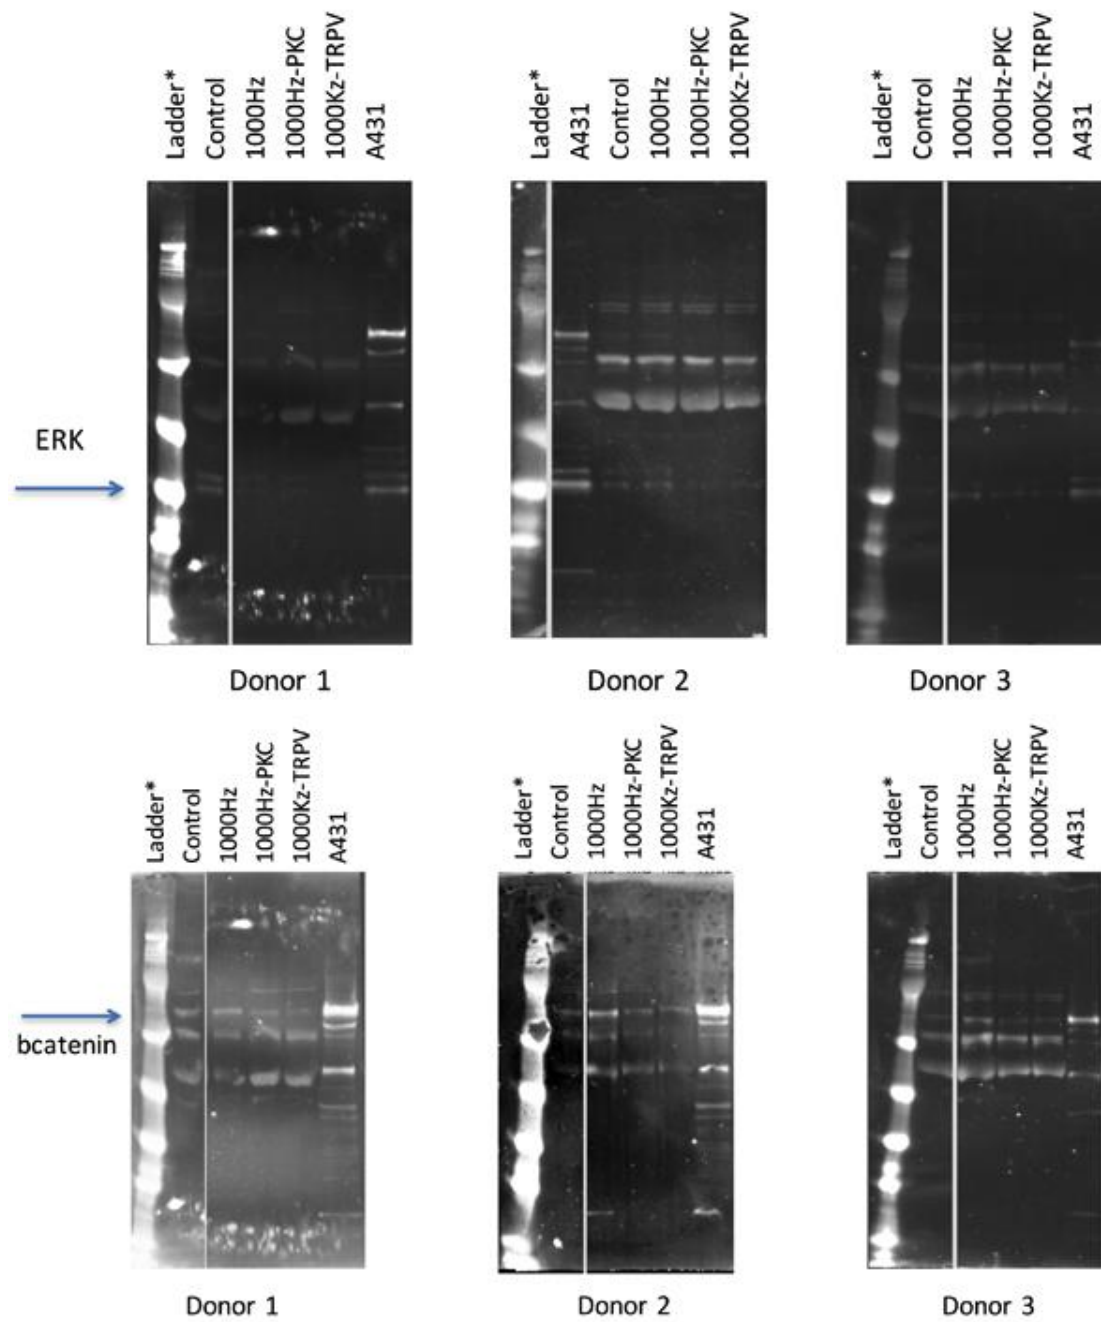 Ladder*
Control
1000Hz
1000Hz-PKC
1000Kz-TRPV
A431
Ladder*
A431
Control
1000Hz
1000Hz-PKC
1000Kz-TRPV
Ladder*
Control
1000Hz
1000Hz-PKC
1000Kz-TRPV
A431
ERK
Donor 1
Donor 2
Donor 3
Ladder*
Control
1000Hz
1000Hz-PKC
1000Kz-TRPV
A431
Ladder*
Control
1000Hz
1000Hz-PKC
1000Kz-TRPV
A431
Ladder*
Control
1000Hz
1000Hz-PKC
1000Kz-TRPV
A431
bcatenin
Donor 1
Donor 2
Donor 3